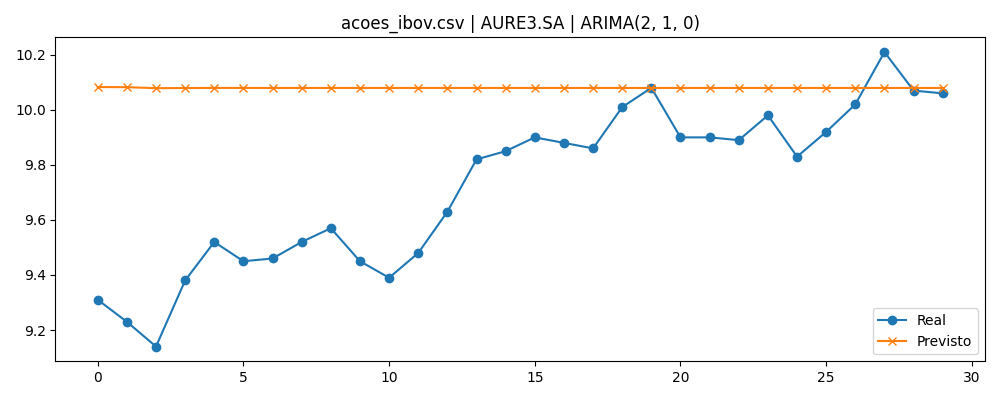 acoes_ibov.csv | AURE3.SA | ARIMA(2, 1, 0)
10.2
10.0
9.8
9.6
9.4
9.2
0 5 10 15 20 25 30
Real
Previsto